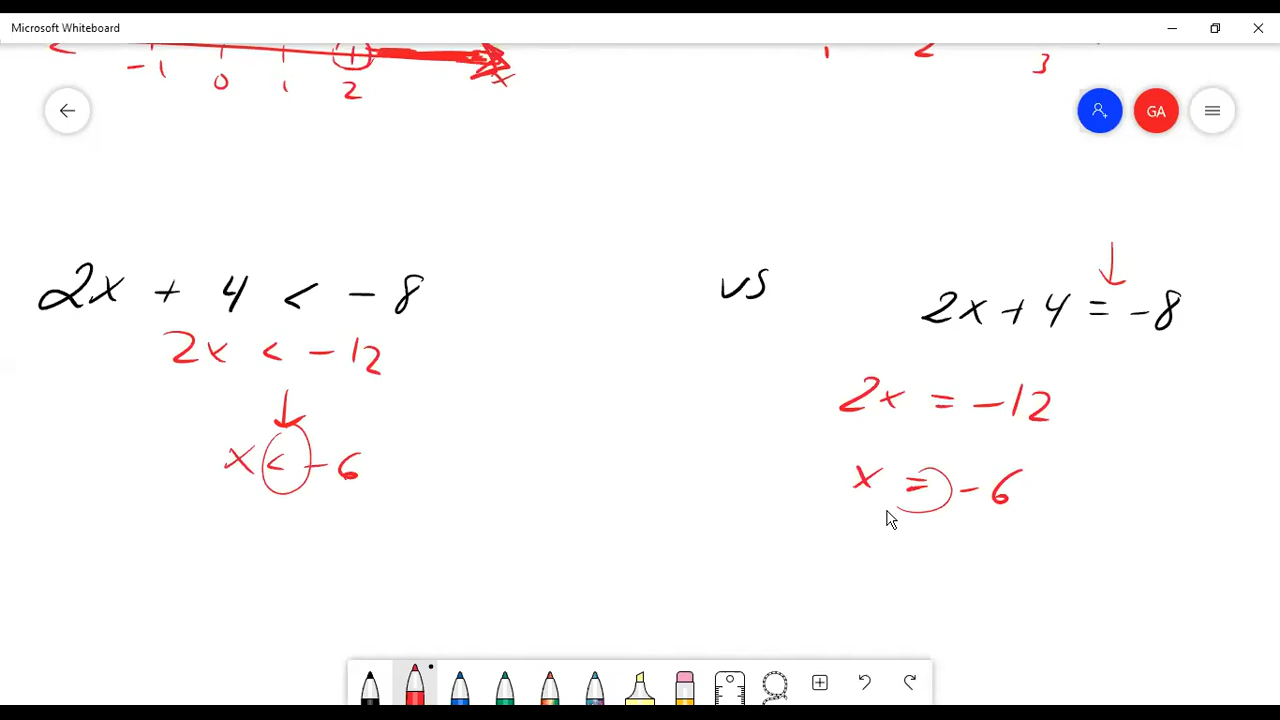 Microsoft Whiteboard
-1 0 1 2 x
1 2 3
GA
2x + 4 < -8
vs
2x + 4 = -8
2x < -12
2x = -12
x < -6
x = -6